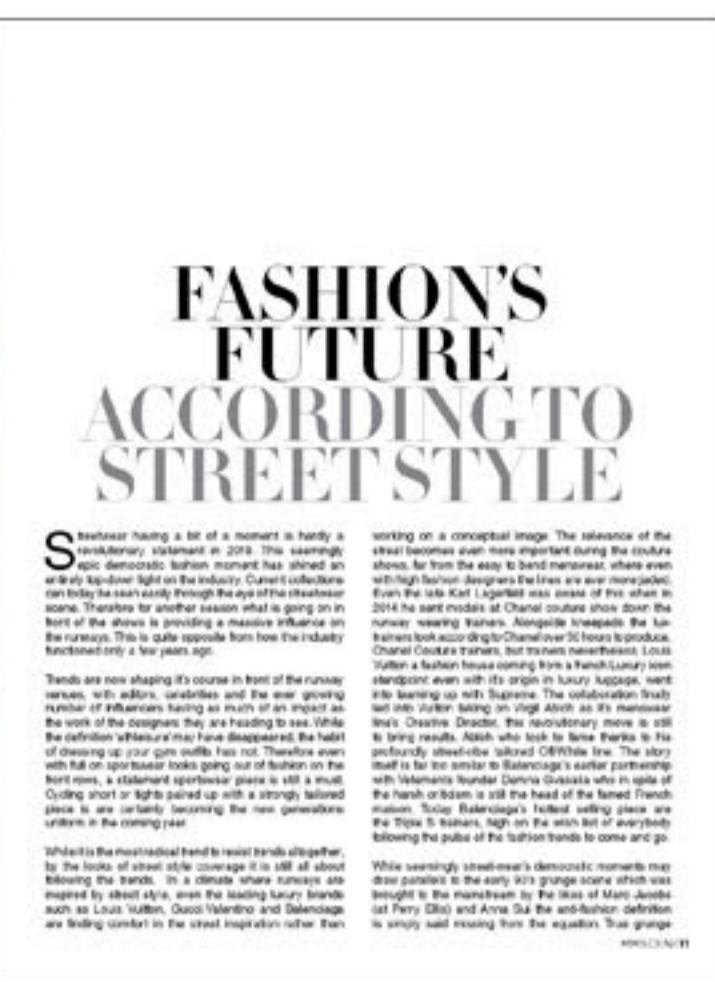 FASHION'S
FUTURE
ACCORDING TO
STREET STYLE
Streetwear having a bit of a moment is hardly a
revolutionary statement in 2019. This seemingly
epic democratic fashion moment has shined an
entirely top-down light on the industry. Current collections
can today be seen easily through the eye of the streetwear
scene. Therefore for another season what is going on in
front of the shows is providing a massive influence on
the runways. This is quite opposite from how the industry
functioned only a few years ago.
Trends are now shaping it's course in front of the runway
venues, with editors, celebrities and the ever growing
number of influencers having as much of an impact as
the work of the designers they are heading to see. While
the definition 'athleisure' may have disappeared, the habit
of dressing up your gym outfits has not. Therefore even
with full on sportswear looks going out of fashion on the
front rows, a statement sportswear piece is still a must.
Cycling short or tights paired up with a strongly tailored
piece is are certainly becoming the new generations
uniform in the coming year.
While it is the most radical trend to resist trends altogether,
by the looks of street style coverage it is still all about
following the trends. In a climate where runways are
inspired by street style, even the leading luxury brands
such as Louis Vuitton, Gucci Valentino and Balenciaga
are finding comfort in the street inspiration rather than
working on a conceptual image. The relevance of the
street becomes even more important during the couture
shows, far from the easy to bend menswear, where even
with high fashion designers the lines are ever more jaded.
Even the late Karl Lagerfeld was aware of this when in
2014 he sent models at Chanel couture show down the
runway wearing trainers. Alongside kneepads the lux-
trainers took according to Chanel over 30 hours to produce.
Chanel Couture trainers, but trainers nevertheless. Louis
Vuitton a fashion house coming from a french Luxury icon
standpoint even with it's origin in luxury luggage, went
into teaming up with Supreme. The collaboration finally
led into Vuitton taking on Virgil Abloh as it's menswear
line's Creative Director, this revolutionary move is still
to bring results. Abloh who took to fame thanks to his
profoundly street-vibe tailored Off-White line. The story
itself is far too similar to Balenciaga's earlier partnership
with Vetements founder Demna Gvasalia who in spite of
the harsh criticism is still the head of the famed French
maison. Today Balenciaga's hottest selling piece are
the Triple S trainers, high on the wish list of everybody
following the pulse of the fashion trends to come and go.
While seemingly street-wear's democratic moments may
draw parallels to the early 90's grunge scene which was
brought to the mainstream by the likes of Marc Jacobs
(at Perry Ellis) and Anna Sui the anti-fashion definition
is simply said missing from the equation. True grunge
11